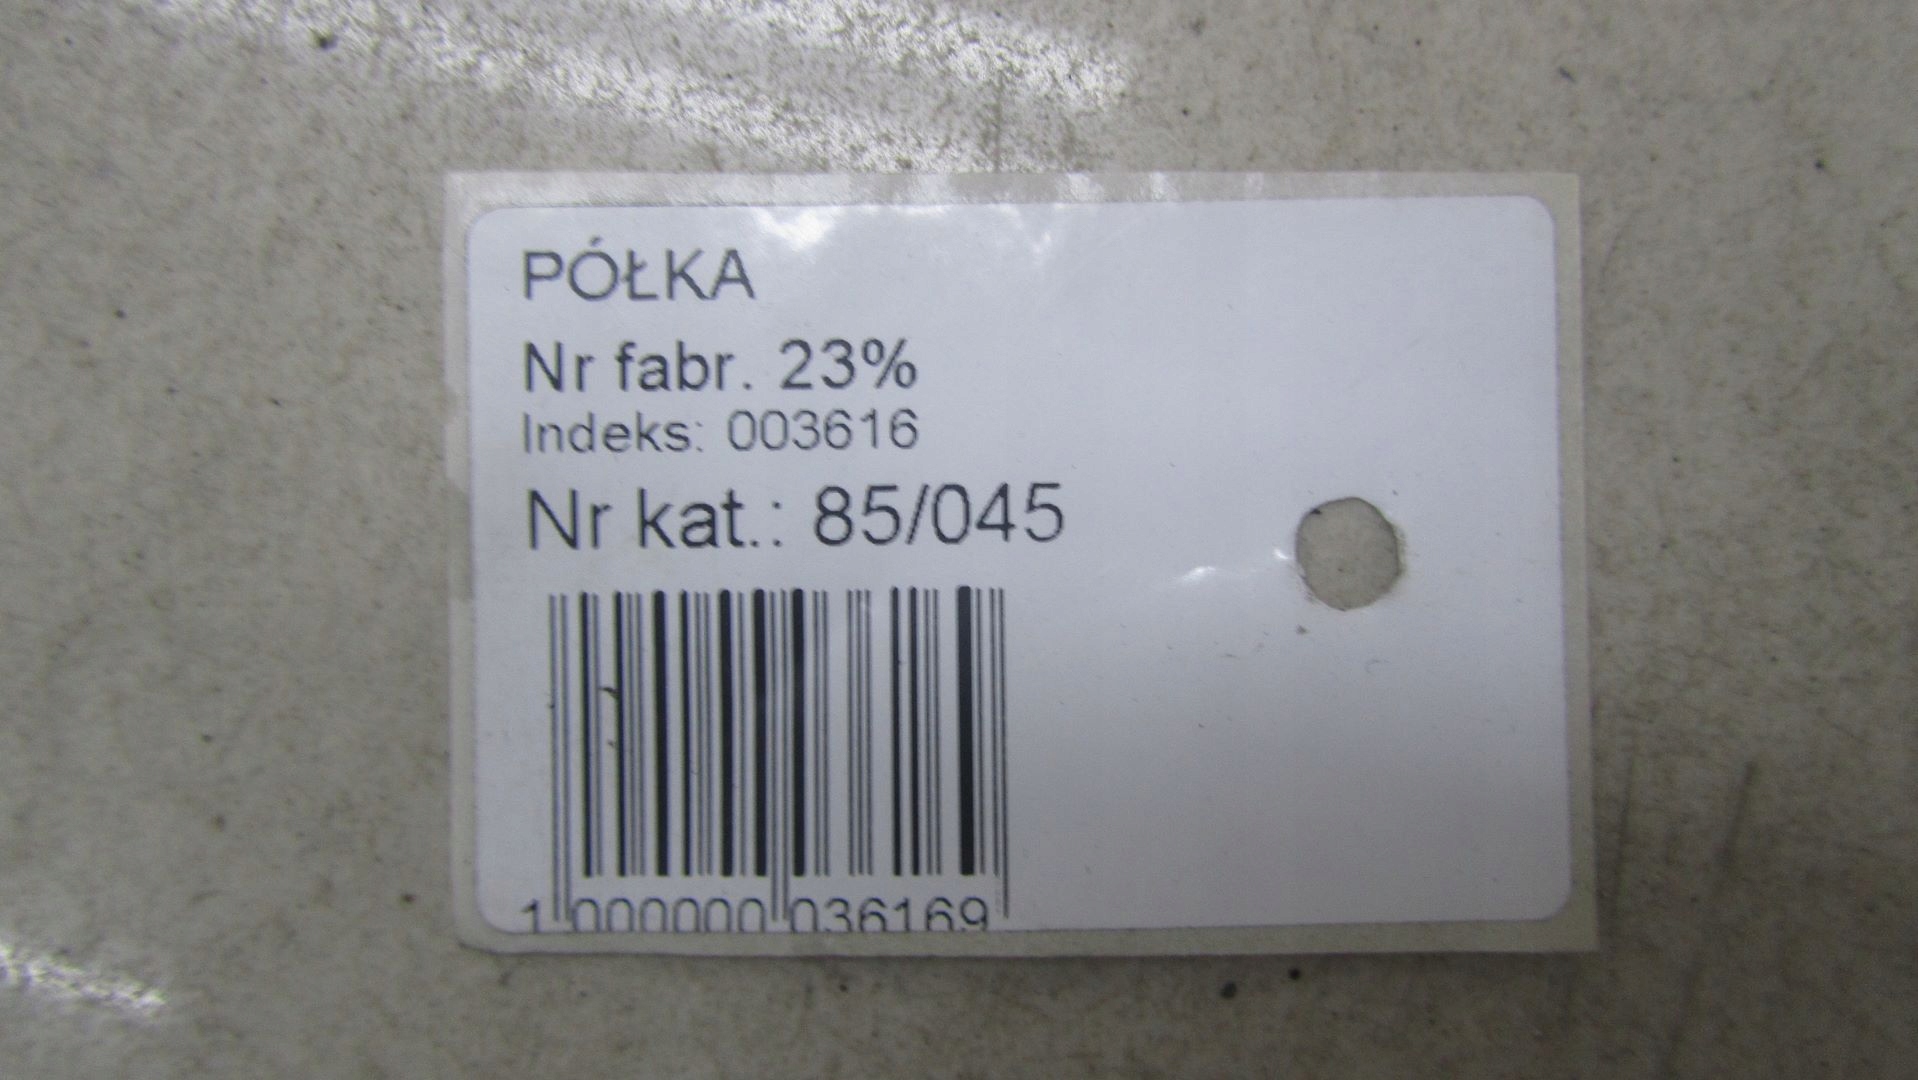 PÓŁKA
Nr fabr. 23%
Indeks: 003616
Nr kat.: 85/045
1 000000 036169